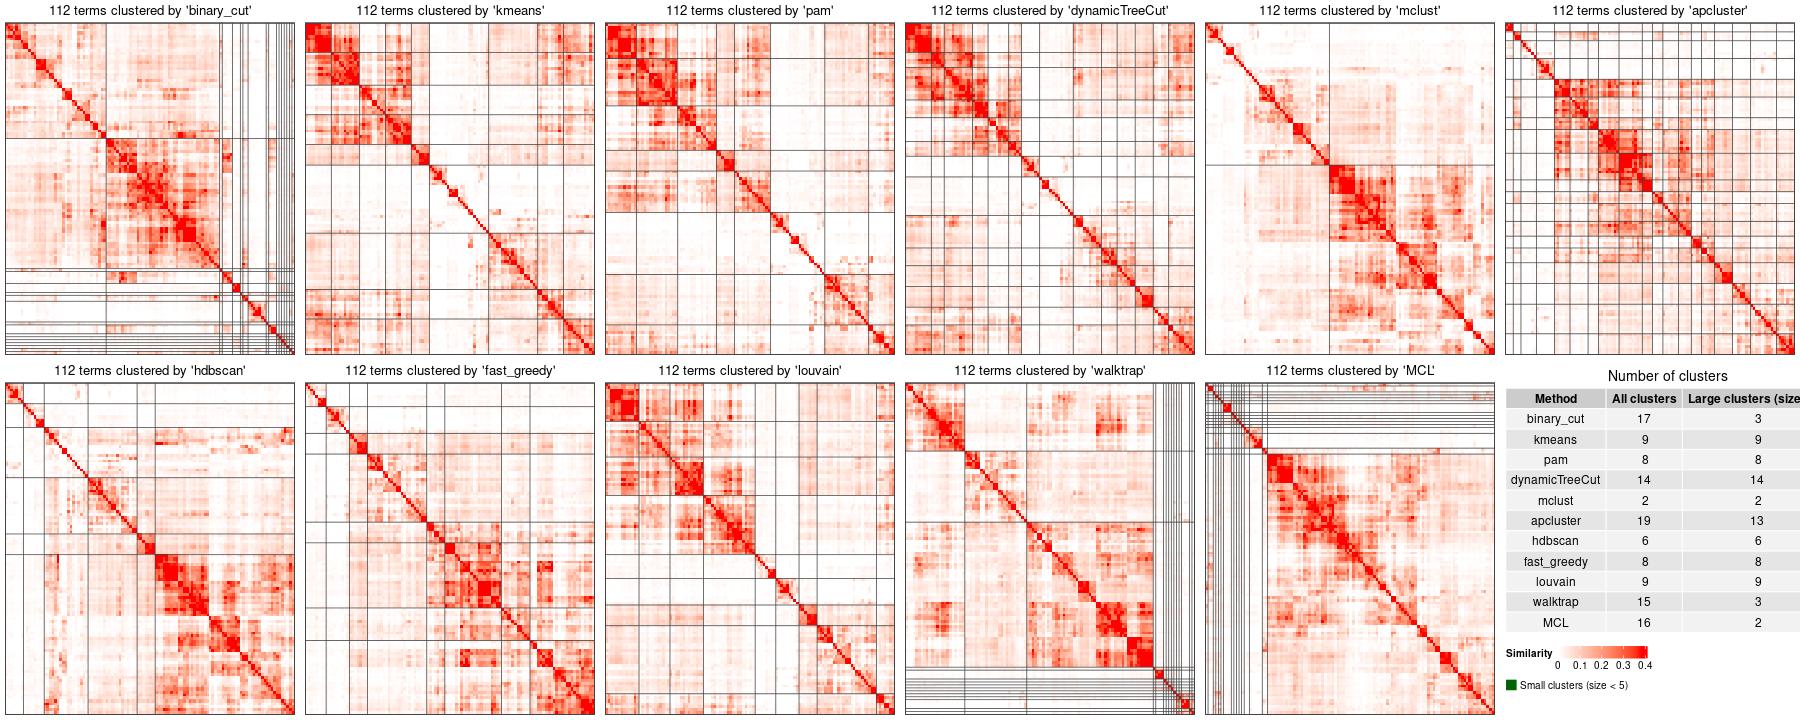 112 terms clustered by 'binary_cut'
112 terms clustered by 'kmeans'
112 terms clustered by 'pam'
112 terms clustered by 'dynamicTreeCut'
112 terms clustered by 'mclust'
112 terms clustered by 'apcluster'
112 terms clustered by 'hdbscan'
112 terms clustered by 'fast_greedy'
112 terms clustered by 'louvain'
112 terms clustered by 'walktrap'
112 terms clustered by 'MCL'
Number of clusters
Method All clusters Large clusters (size
binary_cut 17 3
kmeans 9 9
pam 8 8
dynamicTreeCut 14 14
mclust 2 2
apcluster 19 13
hdbscan 6 6
fast_greedy 8 8
louvain 9 9
walktrap 15 3
MCL 16 2
Similarity
0 0.1 0.2 0.3 0.4
Small clusters (size < 5)